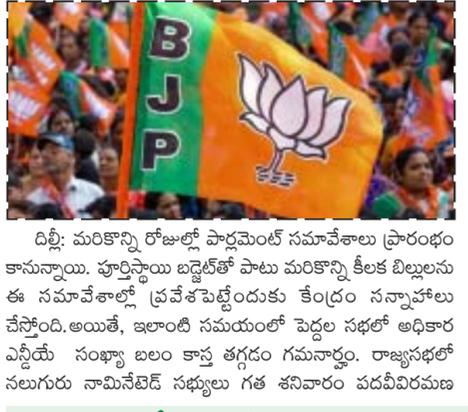 B
J
P
దిల్లీ: మరికొన్ని రోజుల్లో పార్లమెంట్ సమావేశాలు ప్రారంభం
కానున్నాయి. పూర్తిస్థాయి బడ్జెట్‌తో పాటు మరికొన్ని కీలక బిల్లులను
ఈ సమావేశాల్లో ప్రవేశపెట్టేందుకు కేంద్రం సన్నాహాలు
చేస్తోంది.అయితే, ఇలాంటి సమయంలో పెద్దల సభలో అధికార
ఎన్డీయే సంఖ్యా బలం కాస్త తగ్గడం గమనార్హం. రాజ్యసభలో
నలుగురు నామినేటెడ్ సభ్యులు గత శనివారం పదవీవిరమణ